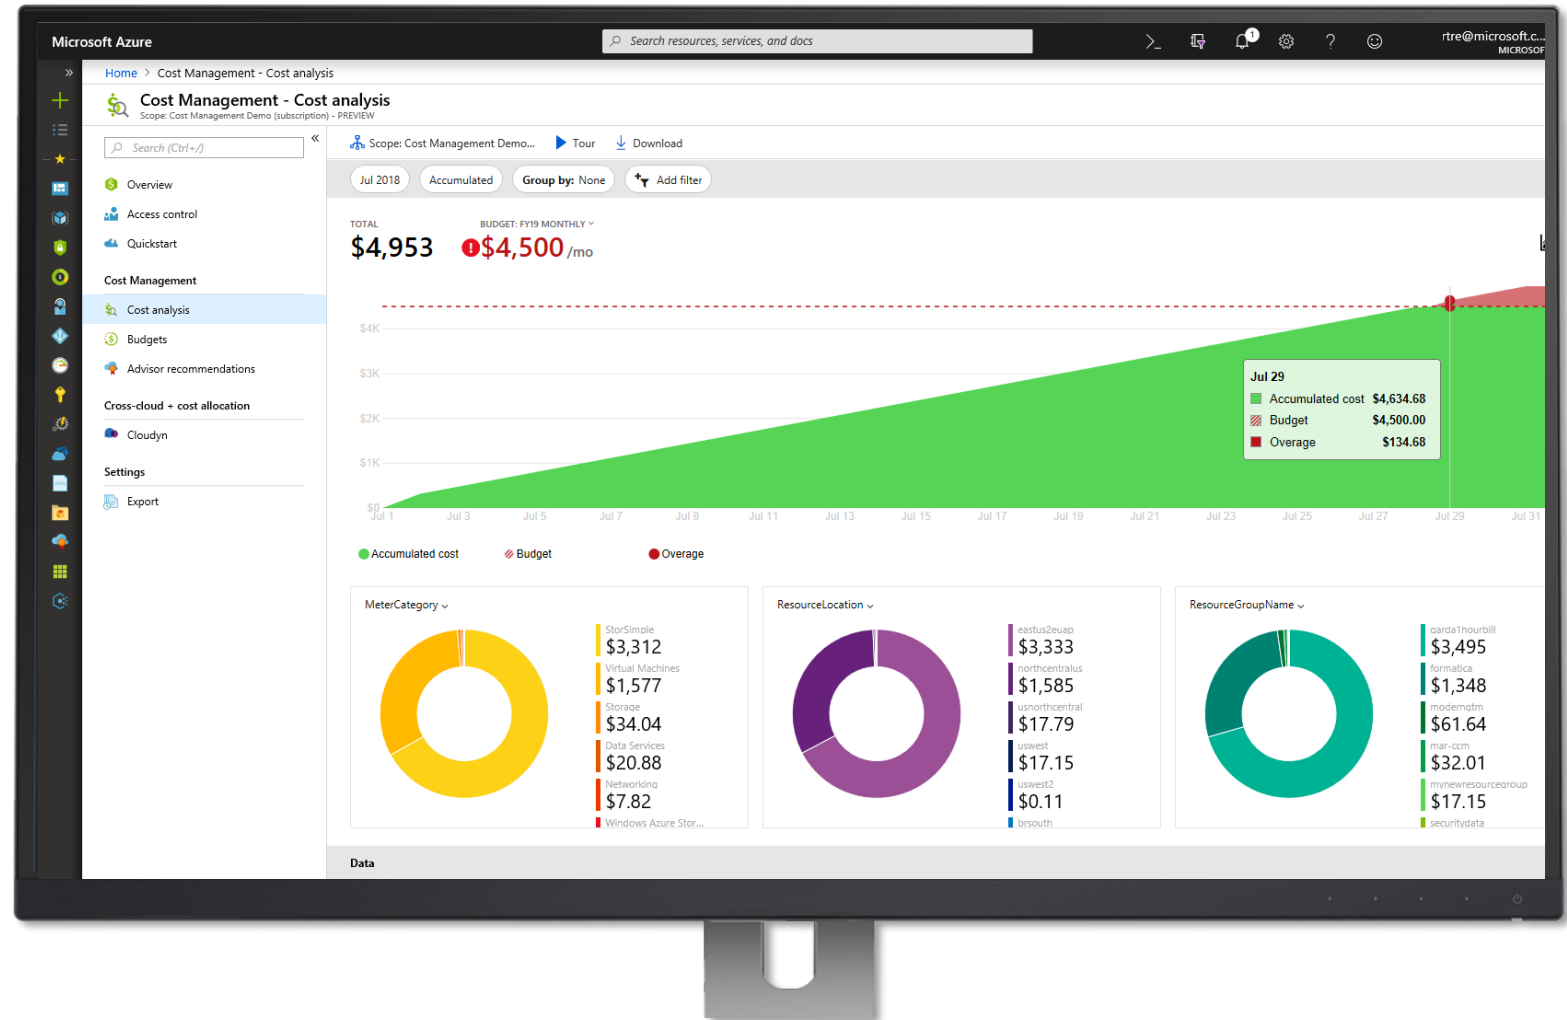 Microsoft Azure
Search resources, services, and docs
1
rtre@microsoft.c...
MICROSOF
Home > Cost Management - Cost analysis
Cost Management - Cost analysis
Scope: Cost Management Demo (subscription) - PREVIEW
Search (Ctrl+/)
Overview
Access control
Quickstart
Cost Management
Cost analysis
Budgets
Advisor recommendations
Cross-cloud + cost allocation
Cloudyn
Settings
Export
Scope: Cost Management Demo...
Tour
Download
Jul 2018
Accumulated
Group by: None
Add filter
TOTAL
$4,953
BUDGET: FY19 MONTHLY
$4,500 /mo
$4K
$3K
$2K
$1K
$0
Jul 1 Jul 3 Jul 5 Jul 7 Jul 9 Jul 11 Jul 13 Jul 15 Jul 17 Jul 19 Jul 21 Jul 23 Jul 25 Jul 27 Jul 29 Jul 31
Jul 29
Accumulated cost $4,634.68
Budget $4,500.00
Overage $134.68
Accumulated cost
Budget
Overage
MeterCategory
StorSimple
$3,312
Virtual Machines
$1,577
Storage
$34.04
Data Services
$20.88
Networking
$7.82
Windows Azure Stor...
ResourceLocation
eastus2euap
$3,333
northcentralus
$1,585
usnorthcentral
$17.79
uswest
$17.15
uswest2
$0.11
brsouth
ResourceGroupName
garda1hourbill
$3,495
formatica
$1,348
moderngtm
$61.64
mar-ccm
$32.01
mynewresourcegroup
$17.15
securitydata
Data